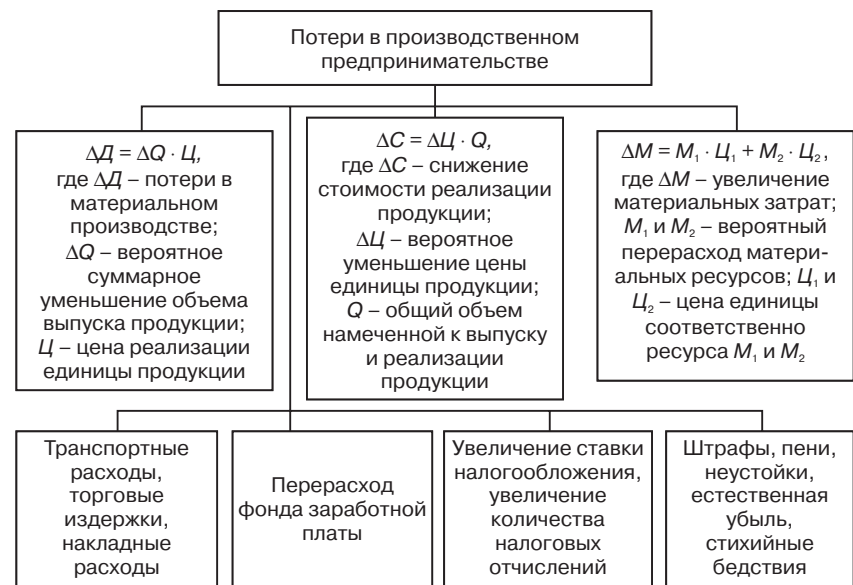 Потери в производственном
предпринимательстве
ΔД = ΔQ · Ц,
где ΔД – потери в
материальном
производстве;
ΔQ – вероятное
суммарное
уменьшение объема
выпуска продукции;
Ц – цена реализации
единицы продукции
ΔС = ΔЦ · Q,
где ΔС – снижение
стоимости реализации
продукции;
ΔЦ – вероятное
уменьшение цены
единицы продукции;
Q – общий объем
намеченной к выпуску
и реализации
продукции
ΔМ = М₁ · Ц₁ + М₂ · Ц₂,
где ΔМ – увеличение
материальных затрат;
М₁ и М₂ – вероятный
перерасход матери-
альных ресурсов; Ц₁ и
Ц₂ – цена единицы
соответственно
ресурса М₁ и М₂
Транспортные
расходы,
торговые
издержки,
накладные
расходы
Перерасход
фонда заработной
платы
Увеличение ставки
налогообложения,
увеличение
количества
налоговых
отчислений
Штрафы, пени,
неустойки,
естественная
убыль,
стихийные
бедствия